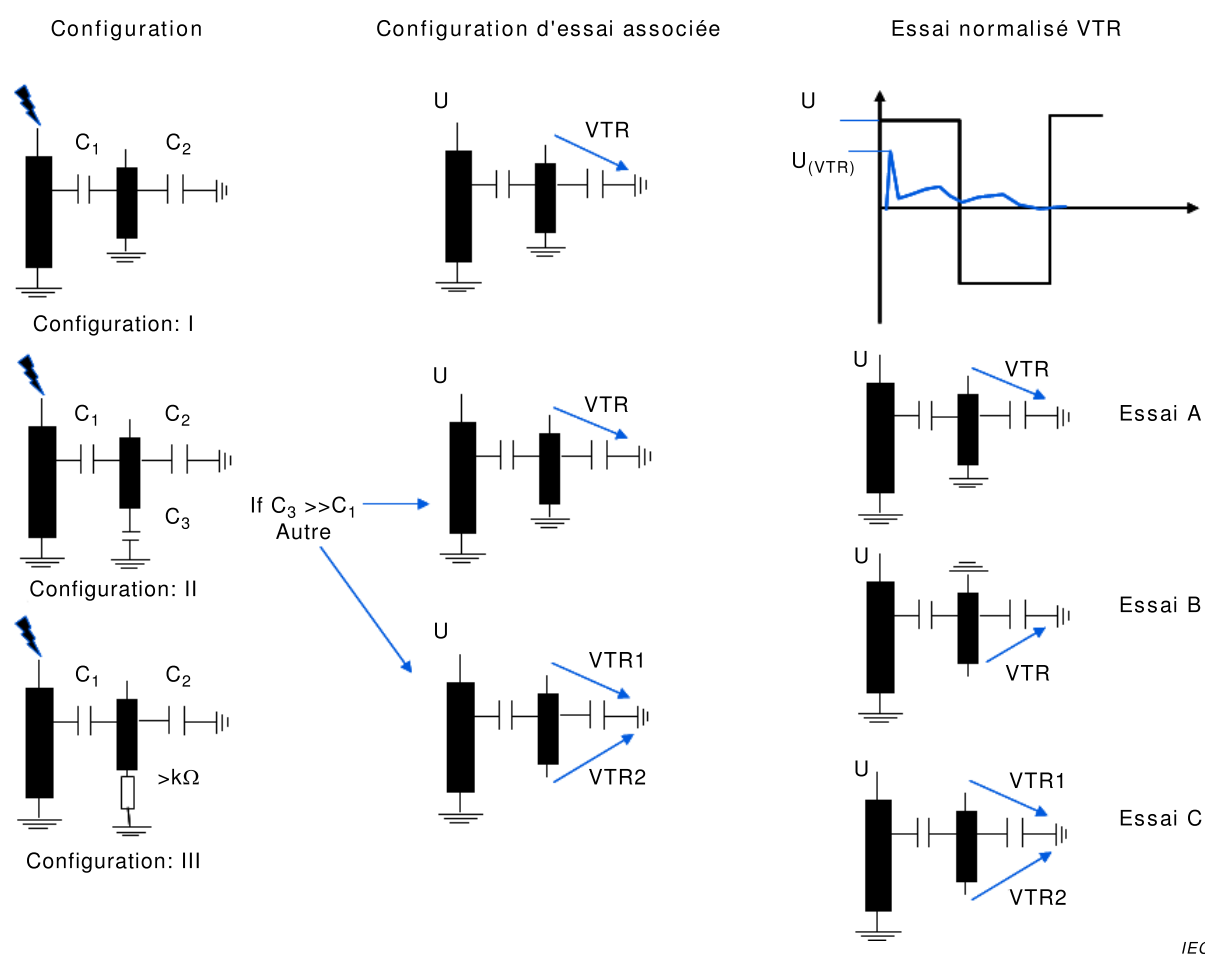 Configuration
Configuration d'essai associée
Essai normalisé VTR
C1
C2
Configuration: I
U
VTR
U
U(VTR)
C1
C2
C3
Configuration: II
If C3 >>C1
Autre
U
VTR
U
VTR
Essai A
U
VTR
Essai B
C1
C2
>kΩ
Configuration: III
U
VTR1
VTR2
U
VTR1
VTR2
Essai C
IEC